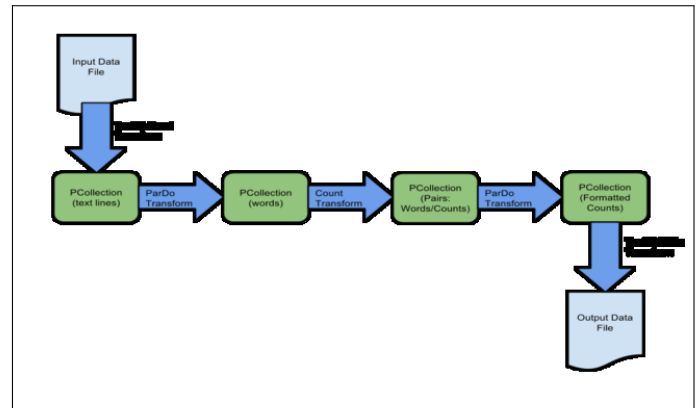 Input Data
File
PCollection
(text lines)
ParDo
Transform
PCollection
(words)
Count
Transform
PCollection
(Pairs:
Words/Counts)
ParDo
Transform
PCollection
(Formatted
Counts)
Output Data
File